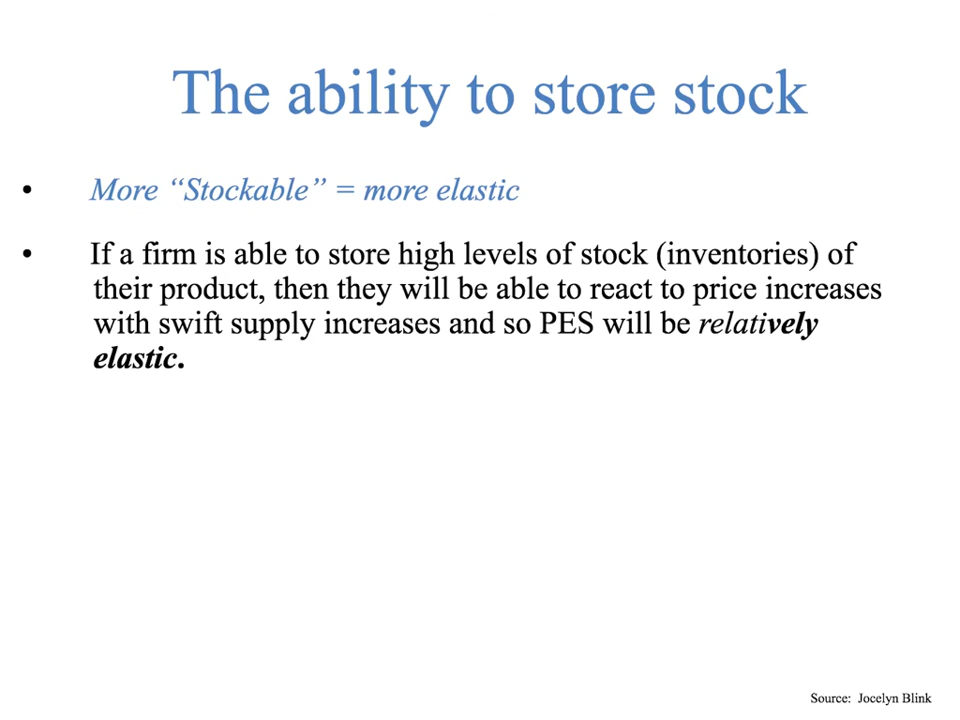 The ability to store stock
• More “Stockable” = more elastic
• If a firm is able to store high levels of stock (inventories) of
their product, then they will be able to react to price increases
with swift supply increases and so PES will be relatively
elastic.
Source: Jocelyn Blink